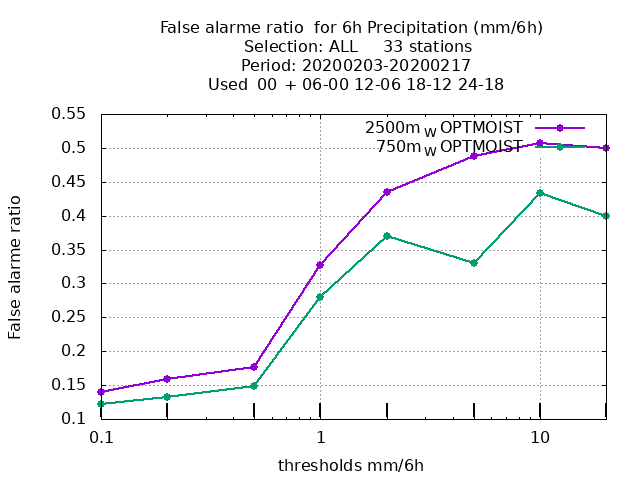 False alarme ratio  for 6h Precipitation (mm/6h)
Selection: ALL     33 stations
Period: 20200203-20200217
Used  00  + 06-00 12-06 18-12 24-18
2500m W OPTMOIST
750m W OPTMOIST
0.55
0.5
0.45
0.4
0.35
0.3
0.25
0.2
0.15
0.1
False alarme ratio
0.1
1
10
thresholds mm/6h